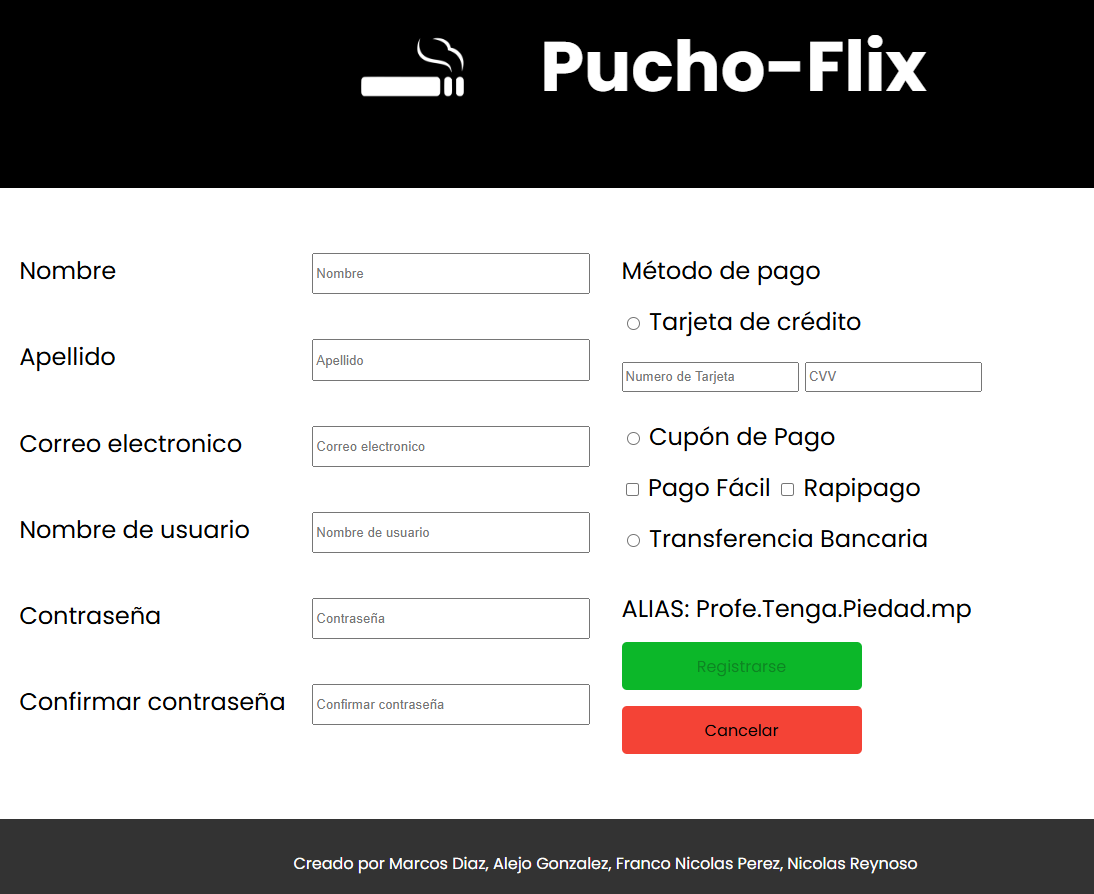 Pucho-Flix
Nombre
Nombre
Apellido
Apellido
Correo electronico
Correo electronico
Nombre de usuario
Nombre de usuario
Contraseña
Contraseña
Confirmar contraseña
Confirmar contraseña
Método de pago
Tarjeta de crédito
Numero de Tarjeta CVV
Cupón de Pago
Pago Fácil Rapipago
Transferencia Bancaria
ALIAS: Profe.Tenga.Piedad.mp
Registrarse
Cancelar
Creado por Marcos Diaz, Alejo Gonzalez, Franco Nicolas Perez, Nicolas Reynoso